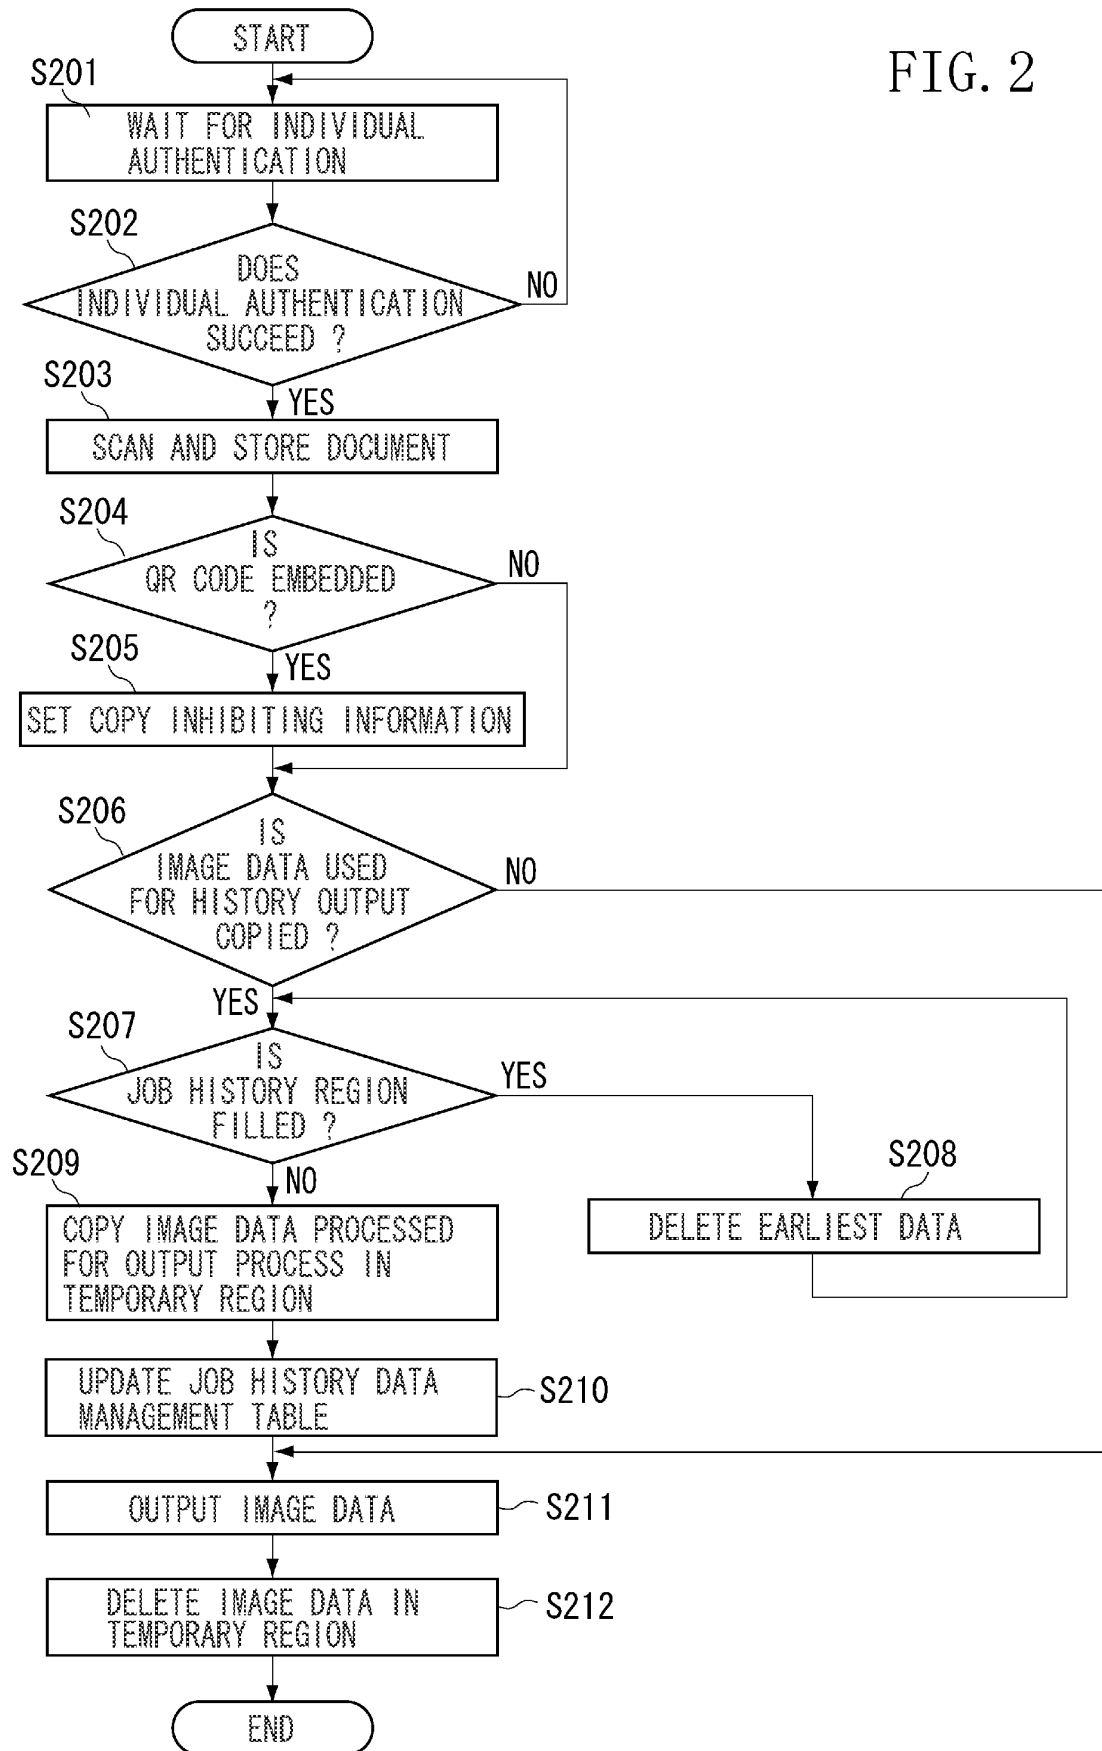 FIG. 2
START
S201
WAIT FOR INDIVIDUAL
AUTHENTICATION
S202
DOES
INDIVIDUAL AUTHENTICATION
SUCCEED ?
NO
S203
YES
SCAN AND STORE DOCUMENT
S204
IS
QR CODE EMBEDDED
?
NO
S205
YES
SET COPY INHIBITING INFORMATION
S206
IS
IMAGE DATA USED
FOR HISTORY OUTPUT
COPIED ?
NO
YES
S207
IS
JOB HISTORY REGION
FILLED ?
YES
S208
DELETE EARLIEST DATA
S209
NO
COPY IMAGE DATA PROCESSED
FOR OUTPUT PROCESS IN
TEMPORARY REGION
UPDATE JOB HISTORY DATA
MANAGEMENT TABLE
S210
OUTPUT IMAGE DATA
S211
DELETE IMAGE DATA IN
TEMPORARY REGION
S212
END